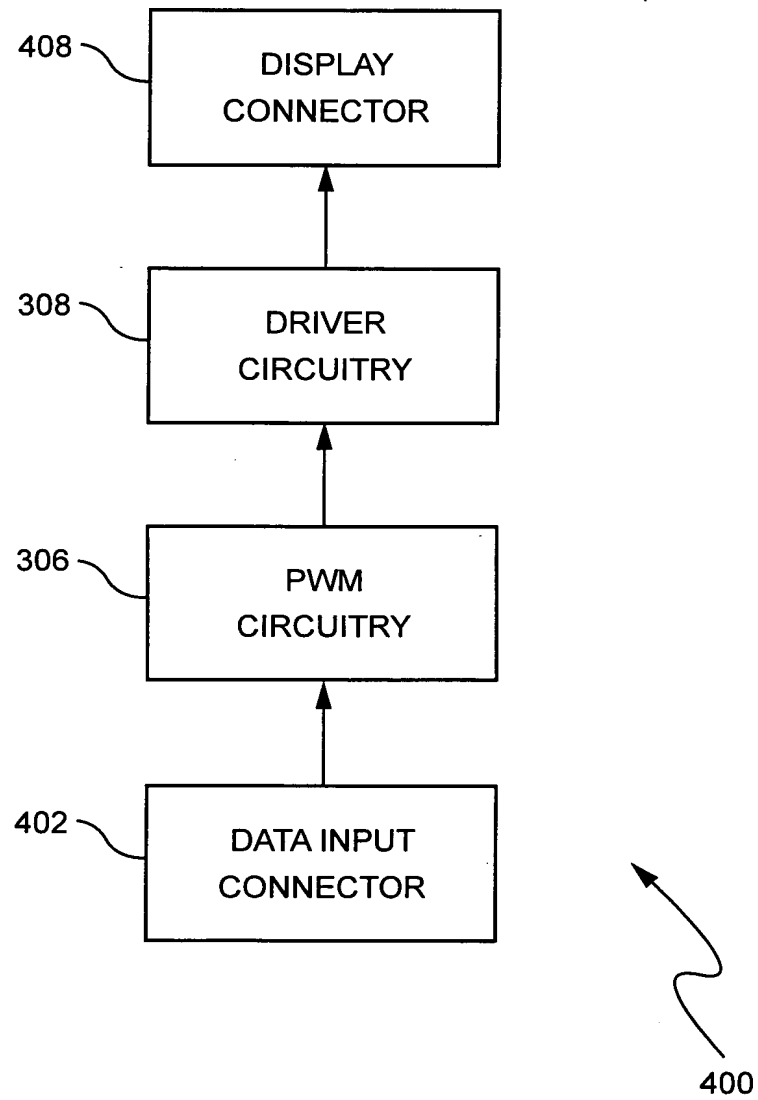 408
DISPLAY
CONNECTOR
308
DRIVER
CIRCUITRY
306
PWM
CIRCUITRY
402
DATA INPUT
CONNECTOR
400